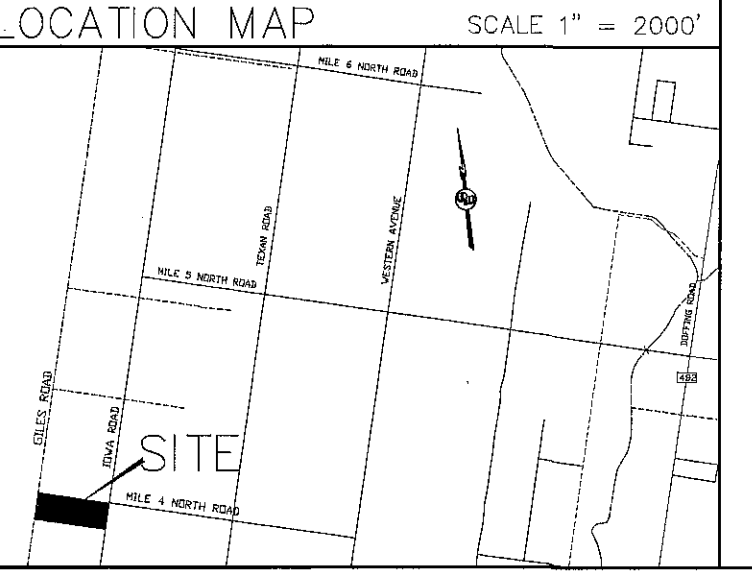 LOCATION MAP
SCALE 1" = 2000'
MILE 6 NORTH ROAD
TEXAN ROAD
WESTERN AVENUE
MILE 5 NORTH ROAD
DOFFING ROAD
492
GILES ROAD
IOWA ROAD
SITE
MILE 4 NORTH ROAD